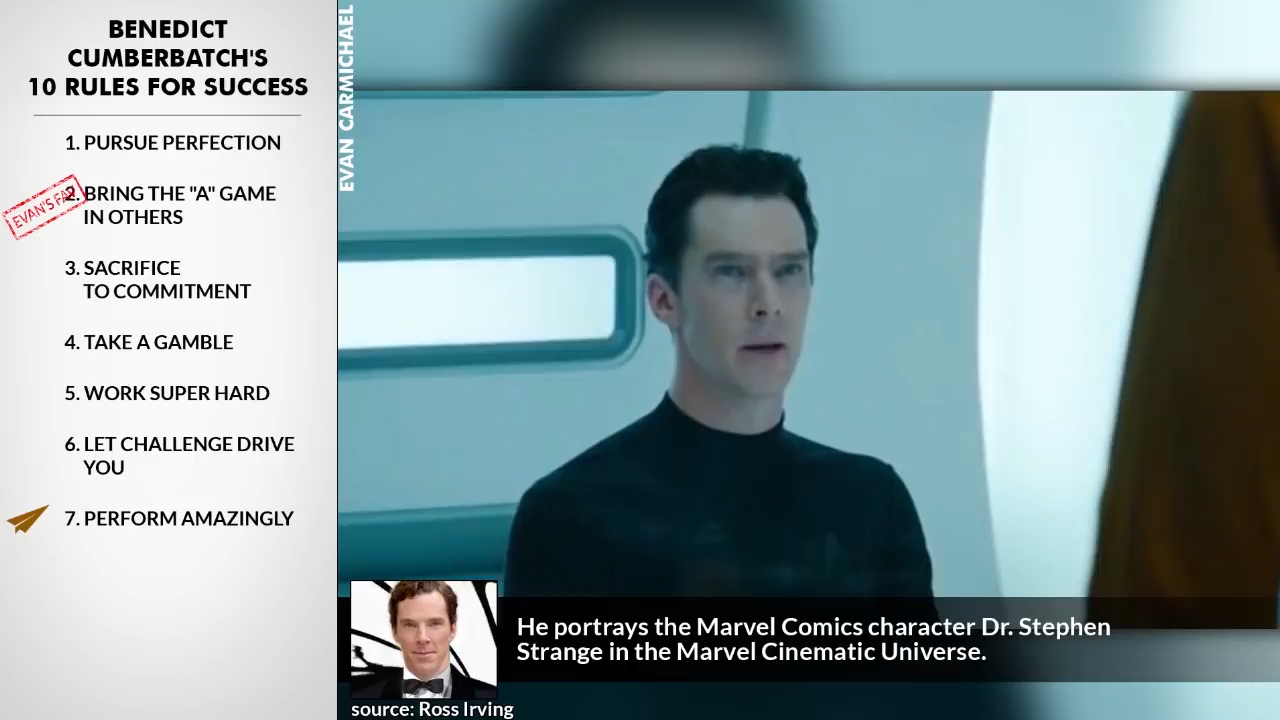 BENEDICT
CUMBERBATCH'S
10 RULES FOR SUCCESS
1. PURSUE PERFECTION
2. BRING THE "A" GAME
IN OTHERS
EVAN'S
3. SACRIFICE
TO COMMITMENT
4. TAKE A GAMBLE
5. WORK SUPER HARD
6. LET CHALLENGE DRIVE
YOU
7. PERFORM AMAZINGLY
EVAN CARMICHAEL
He portrays the Marvel Comics character Dr. Stephen
Strange in the Marvel Cinematic Universe.
source: Ross Irving